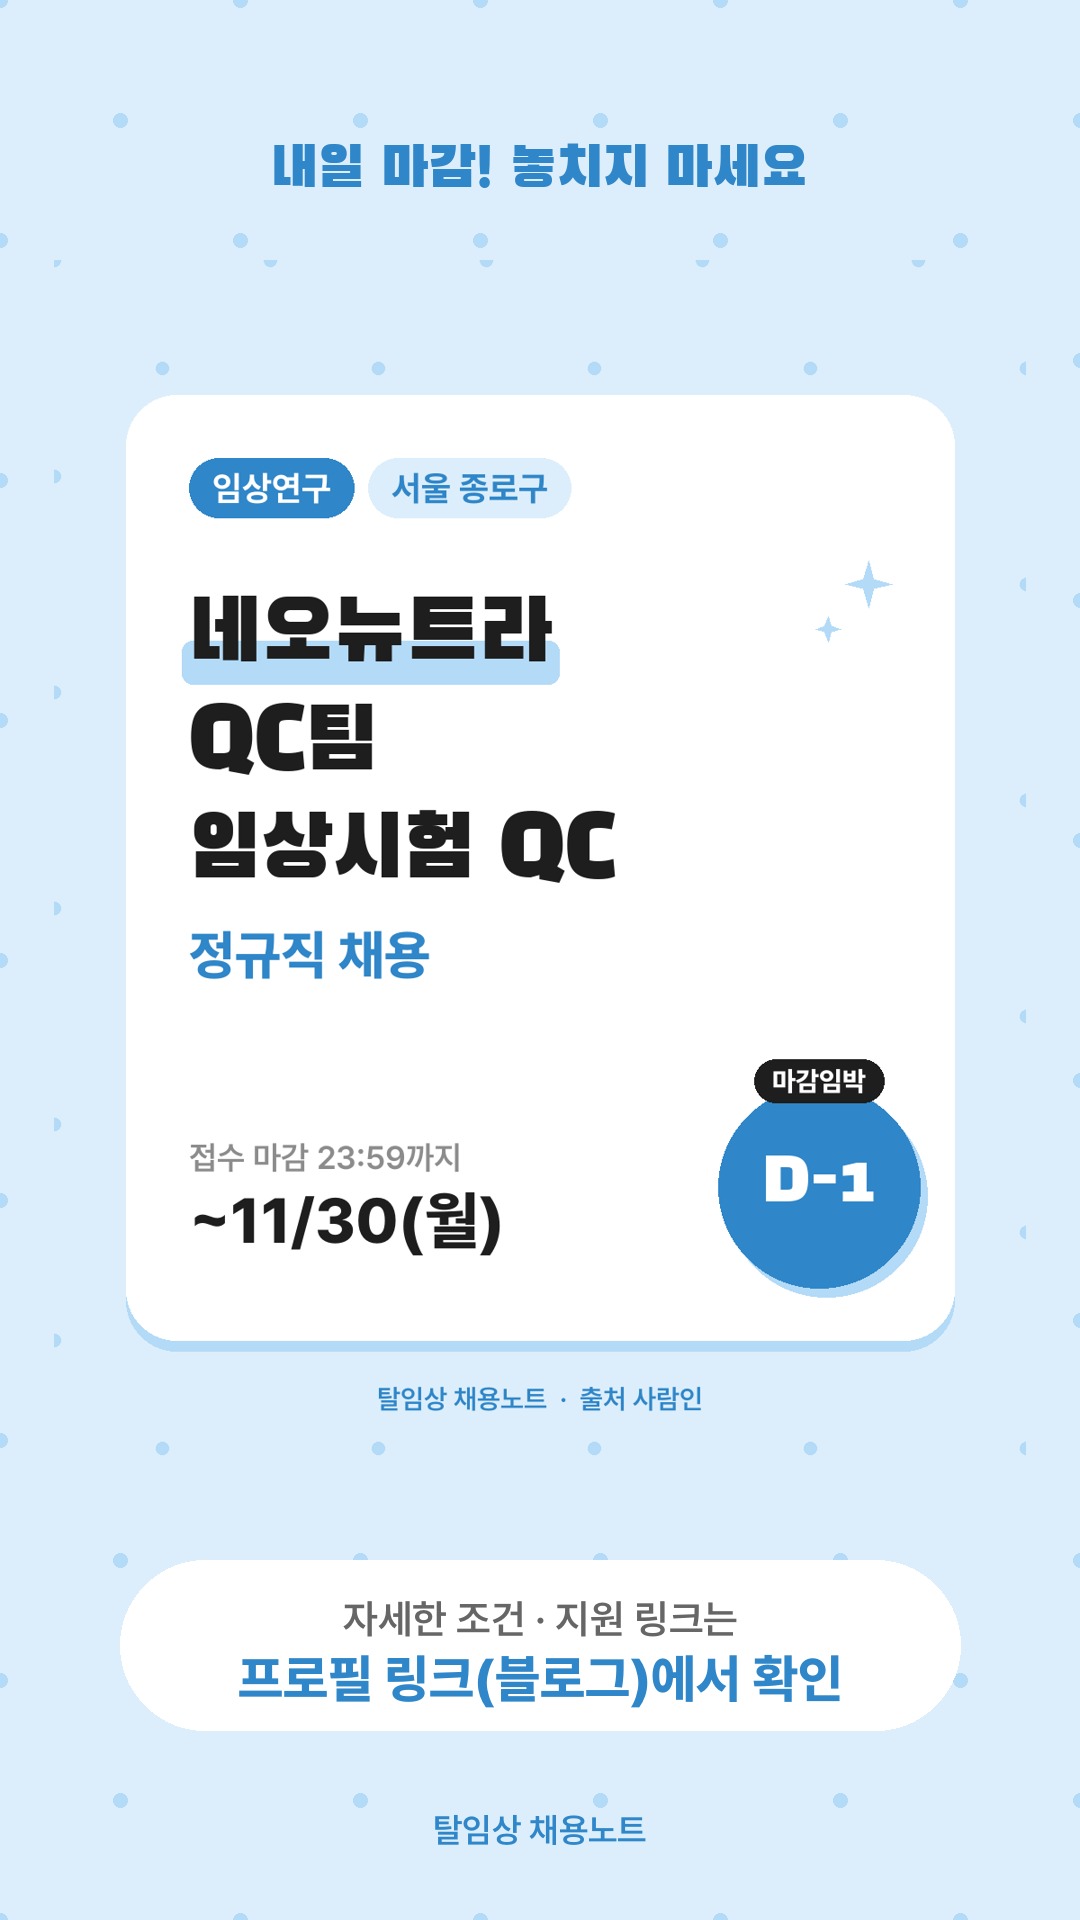 내일 마감! 놓치지 마세요
임상연구
서울 종로구
네오뉴트라
QC팀
임상시험 QC
정규직 채용
마감임박
D-1
접수 마감 23:59까지
~11/30(월)
탈임상 채용노트 · 출처 사람인
자세한 조건 · 지원 링크는
프로필 링크(블로그)에서 확인
탈임상 채용노트